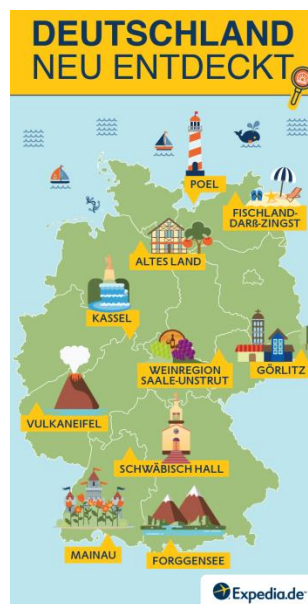 DEUTSCHLAND
NEU ENTDECKT
POEL
FISCHLAND-
DARß-ZINGST
ALTES LAND
KASSEL
WEINREGION
SAALE-UNSTRUT
GÖRLITZ
VULKANEIFEL
SCHWÄBISCH HALL
MAINAU
FORGGENSEE
Expedia.de